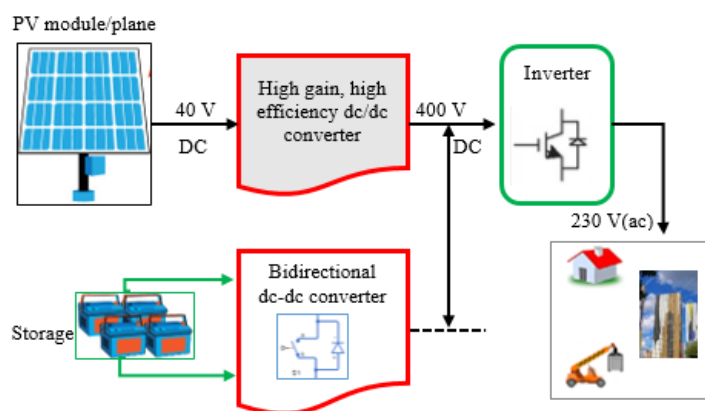 PV module/plane
40 V
DC
High gain, high
efficiency dc/dc
converter
400 V
DC
Inverter
230 V(ac)
Storage
Bidirectional
dc-dc converter